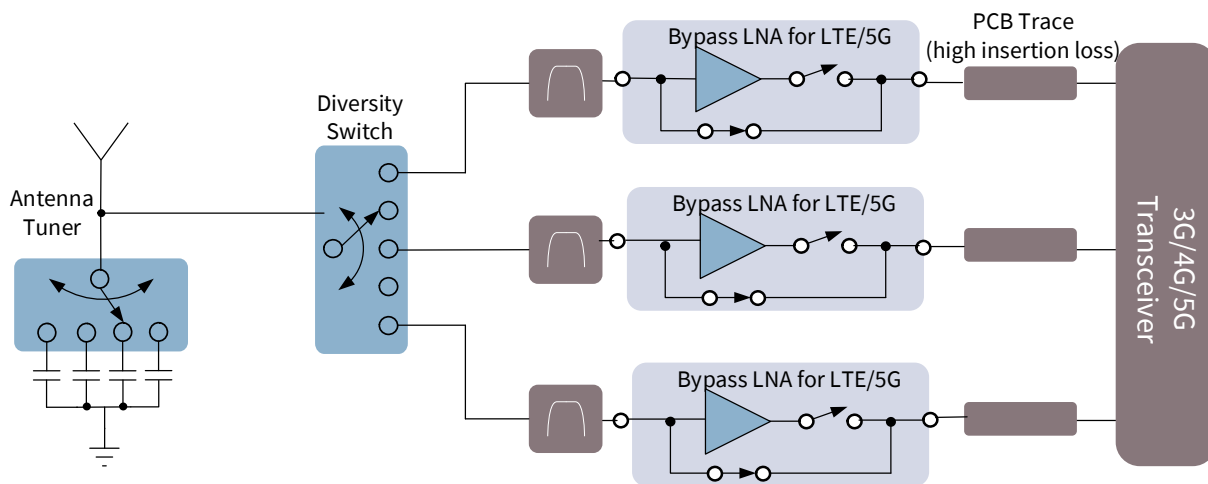 Bypass LNA for LTE/5G
PCB Trace
(high insertion loss)
Diversity
Switch
Antenna
Tuner
Bypass LNA for LTE/5G
3G/4G/5G
Transceiver
Bypass LNA for LTE/5G